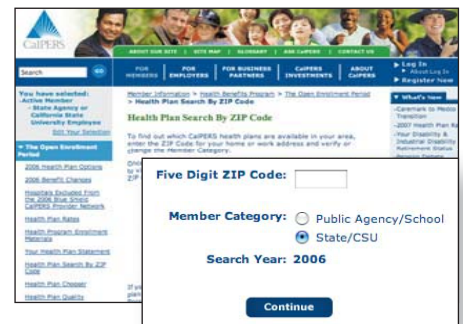 CalPERS
ABOUT OUR SITE | SITE MAP | GLOSSARY | ASK CalPERS | CONTACT US
Search
FOR MEMBERS
FOR EMPLOYERS
FOR BUSINESS PARTNERS
CalPERS INVESTMENTS
ABOUT CalPERS
Log In
About Log In
Register Now
You have selected:
-Active Member
- State Agency or
California State
University Employee
Edit Your Selection
The Open Enrollment
Period
2006 Health Plan Options
2006 Benefit Changes
Hospitals Excluded From
the 2006 Blue Shield
CalPERS Provider Network
Health Plan Rates
Health Program Enrollment
Materials
Your Health Plan Statement
Health Plan Search By ZIP
Code
Health Plan Chooser
Health Plan Quality
Member Information > Health Benefits Program > The Open Enrollment Period
> Health Plan Search By ZIP Code
Health Plan Search By ZIP Code
To find out which CalPERS health plans are available in your area,
enter the ZIP Code for your home or work address and verify or
change the Member Category.
What's New
-Caremark to Medco
Transition
-2007 Health Plan
-Your Disability &
Industrial Disability
Retirement Status
Five Digit ZIP Code:
Member Category:
Public Agency/School
State/CSU
Search Year: 2006
Continue